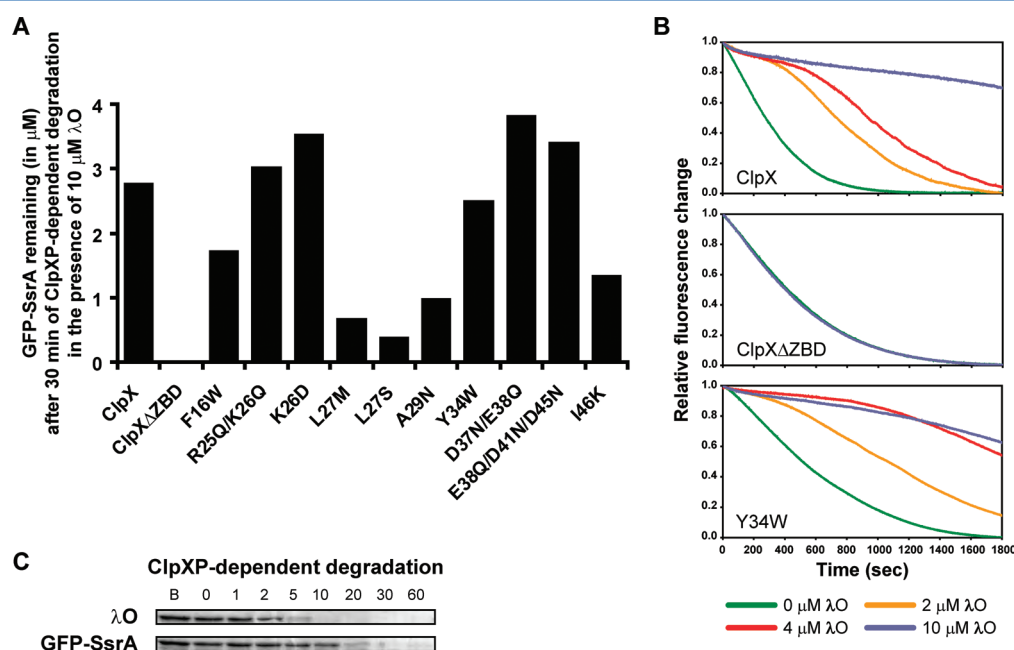 A
GFP-SsrA remaining (in μM)
after 30 min of ClpXP-dependent degradation
in the presence of 10 μM λO
4
3
2
1
0
ClpX
ClpXΔZBD
F16W
R25Q/K26Q
K26D
L27M
L27S
A29N
Y34W
D37N/E38Q
E38Q/D41N/D45N
I46K
B
Relative fluorescence change
1.0
0.8
0.6
0.4
0.2
0.0
ClpX
1.0
0.8
0.6
0.4
0.2
0.0
ClpXΔZBD
1.0
0.8
0.6
0.4
0.2
0.0
Y34W
0 200 400 600 800 1000 1200 1400 1600 1800
Time (sec)
0 μM λO 2 μM λO
4 μM λO 10 μM λO
C
ClpXP-dependent degradation
B 0 1 2 5 10 20 30 60
λO
GFP-SsrA